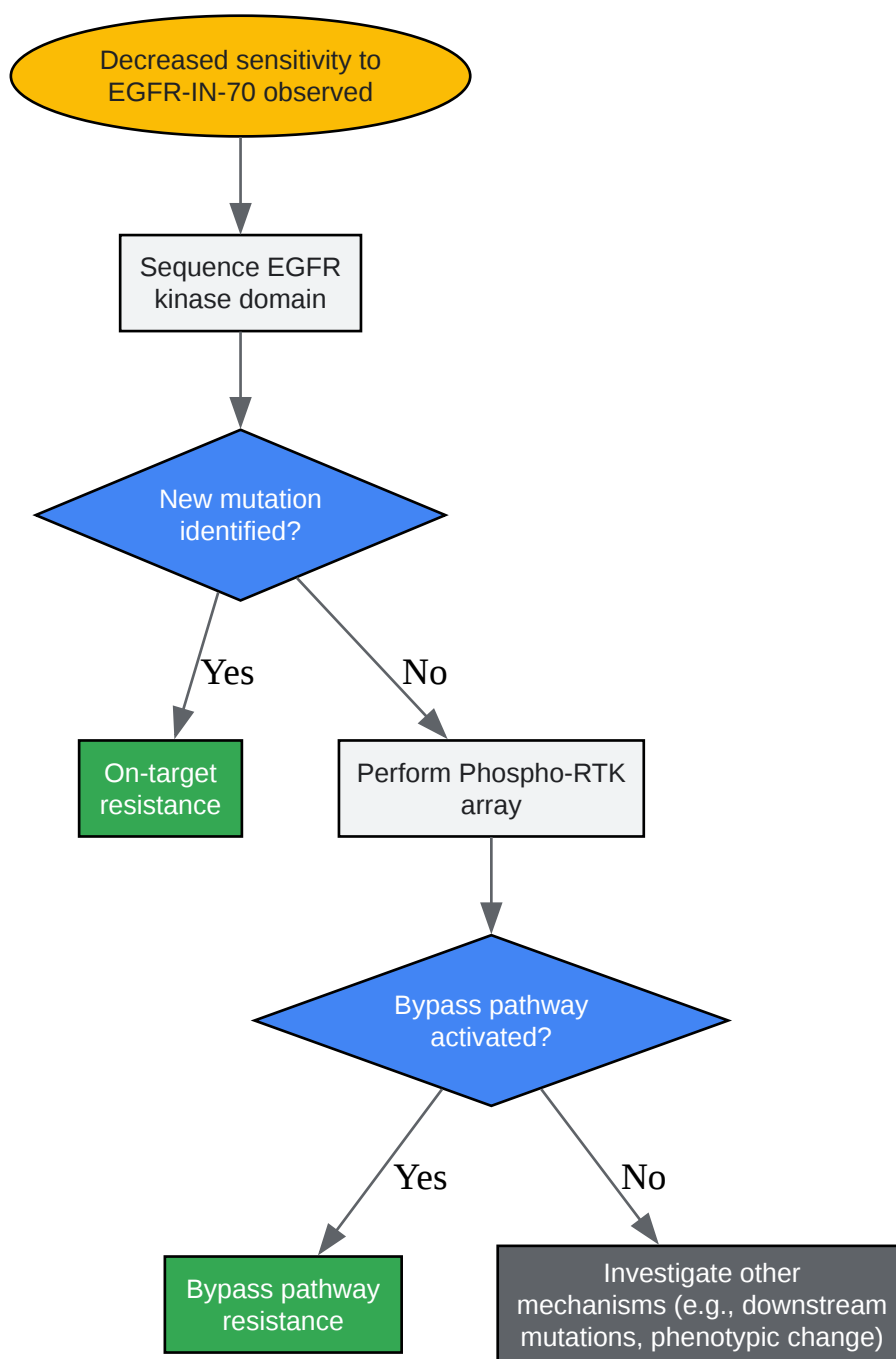 Decreased sensitivity to
EGFR-IN-70 observed
Sequence EGFR
kinase domain
New mutation
identified?
Yes
No
On-target
resistance
Perform Phospho-RTK
array
Bypass pathway
activated?
Yes
No
Bypass pathway
resistance
Investigate other
mechanisms (e.g., downstream
mutations, phenotypic change)